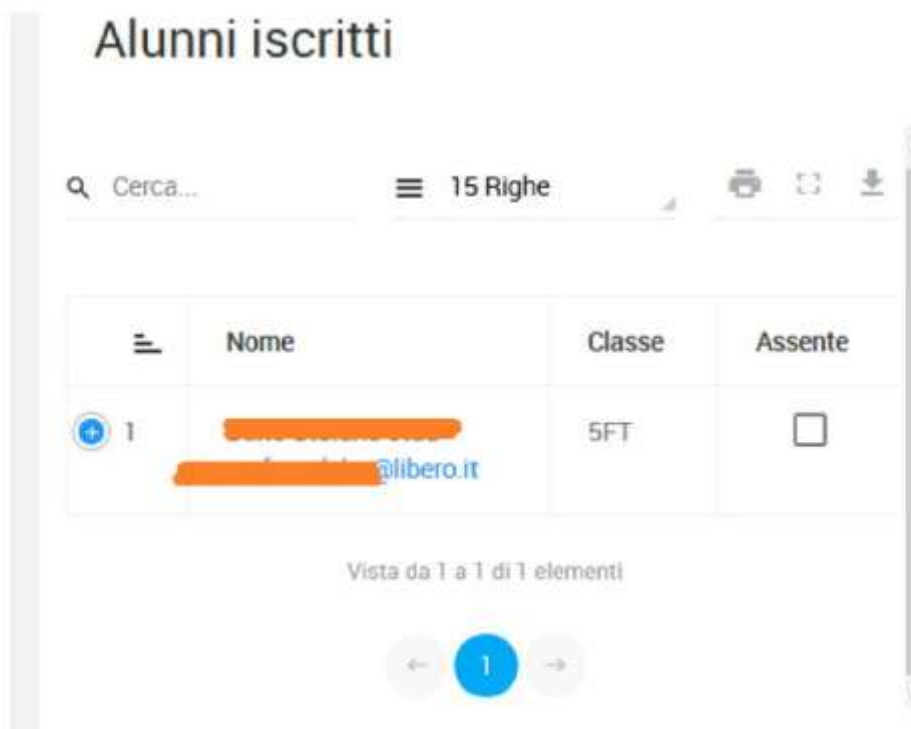 Alunni iscritti
Cerca... 15 Righe
Nome Classe Assente
1 5FT
@libero.it
Vista da 1 a 1 di 1 elementi
1